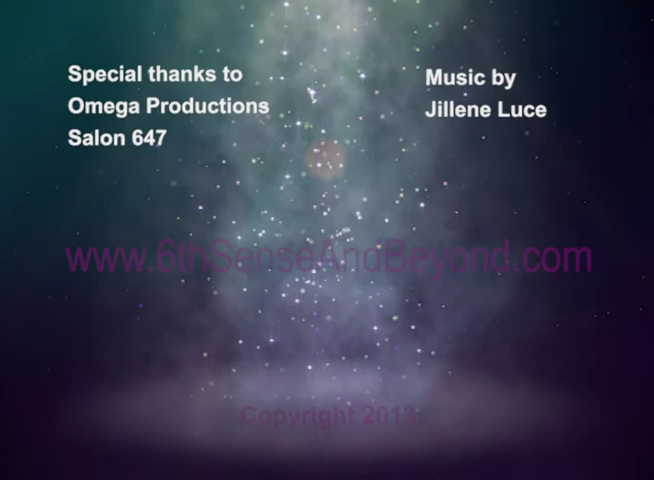 Special thanks to
Omega Productions
Salon 647
Music by
Jillene Luce
www.6thSenseAndBeyond.com
Copyright 2013